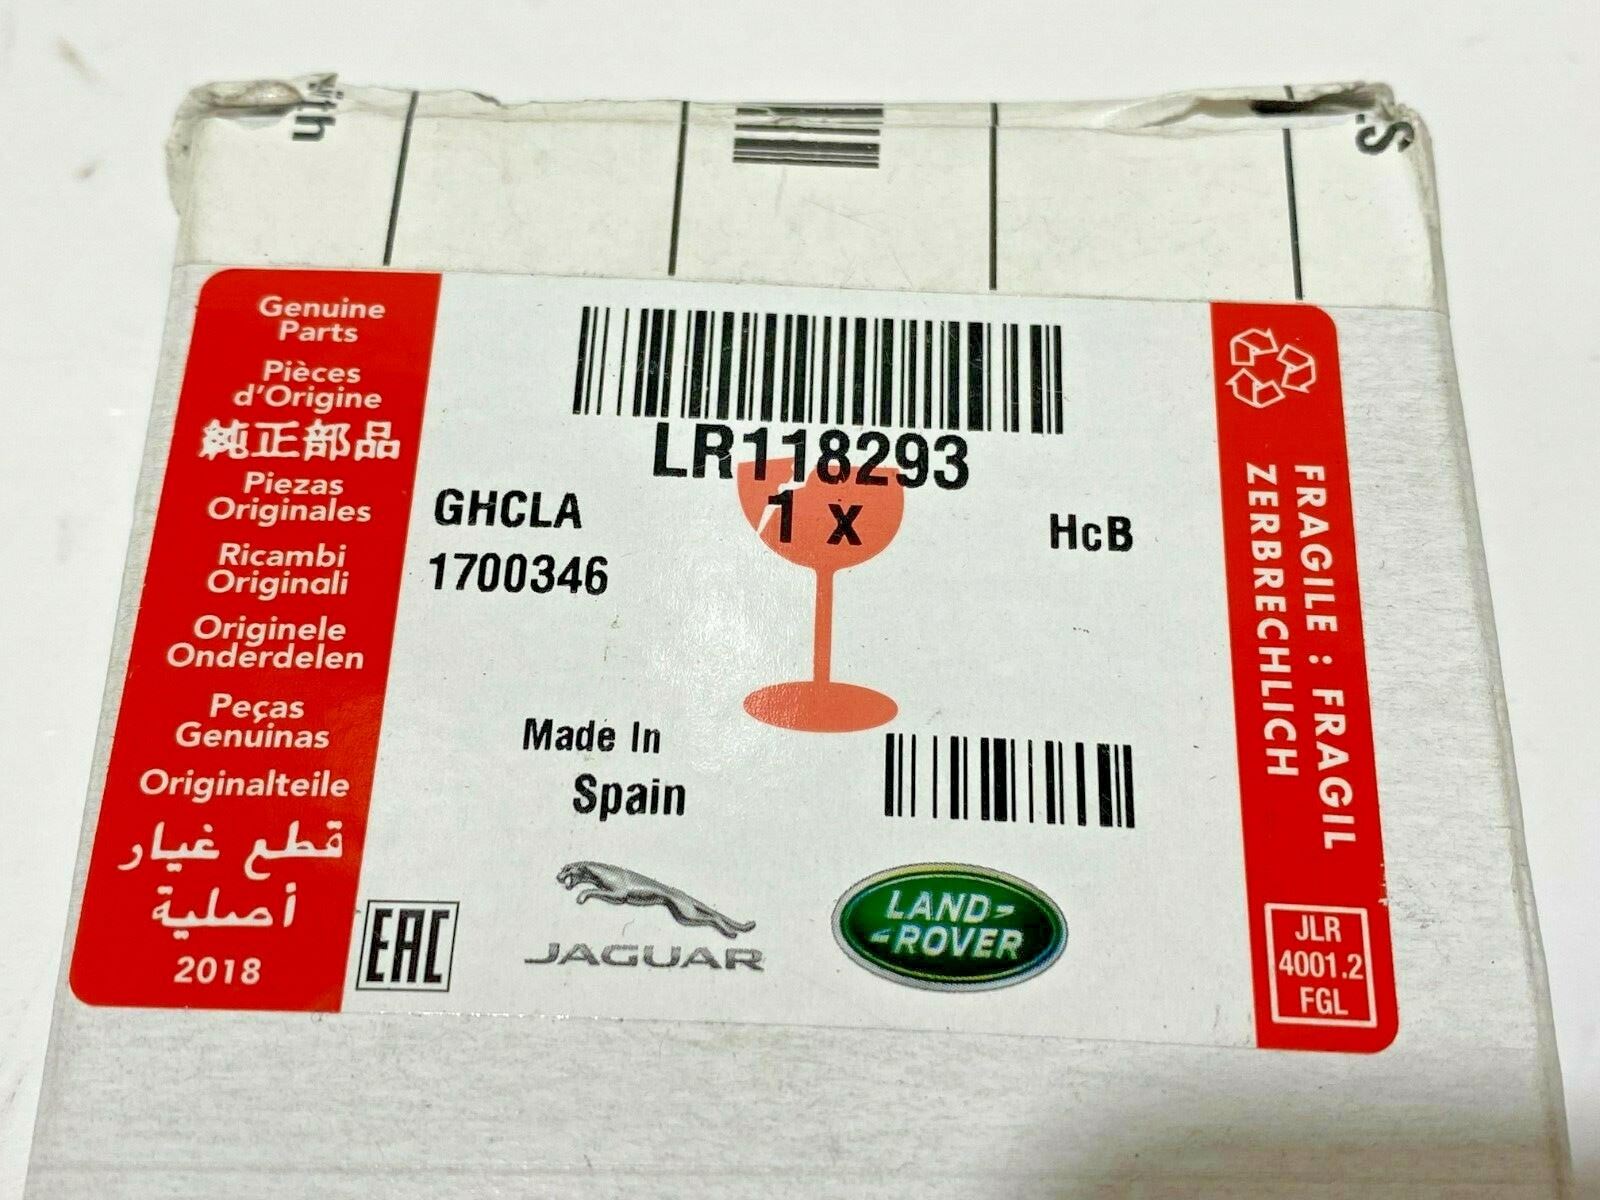 with
.S
Genuine
Parts
Pièces
d'Origine
純正部品
Piezas
Originales
Ricambi
Originali
Originele
Onderdelen
Peças
Genuinas
Originalteile
قطع غيار
أصلية
2018
LR118293
1 x
GHCLA
1700346
HcB
Made In
Spain
EAC
JAGUAR
LAND-
-ROVER
FRAGILE : FRAGIL
ZERBRECHLICH
JLR
4001.2
FGL